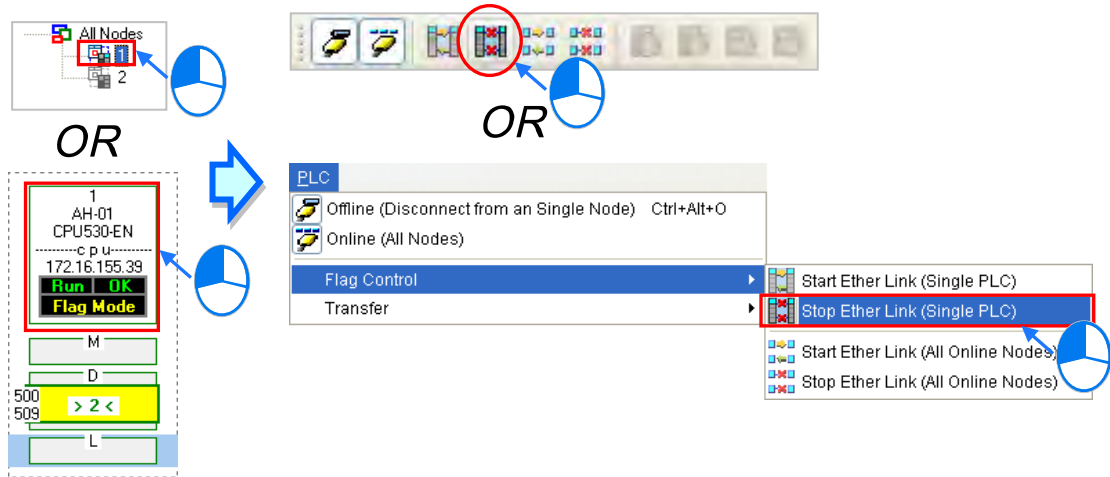 All Nodes
1
2
OR
OR
1
AH-01
CPU530-EN
---------c p u---------
172.16.155.39
Run OK
Flag Mode
M
D
500
509
> 2 <
L
PLC
Offline (Disconnect from an Single Node) Ctrl+Alt+O
Online (All Nodes)
Flag Control
Transfer
Start Ether Link (Single PLC)
Stop Ether Link (Single PLC)
Start Ether Link (All Online Nodes)
Stop Ether Link (All Online Nodes)